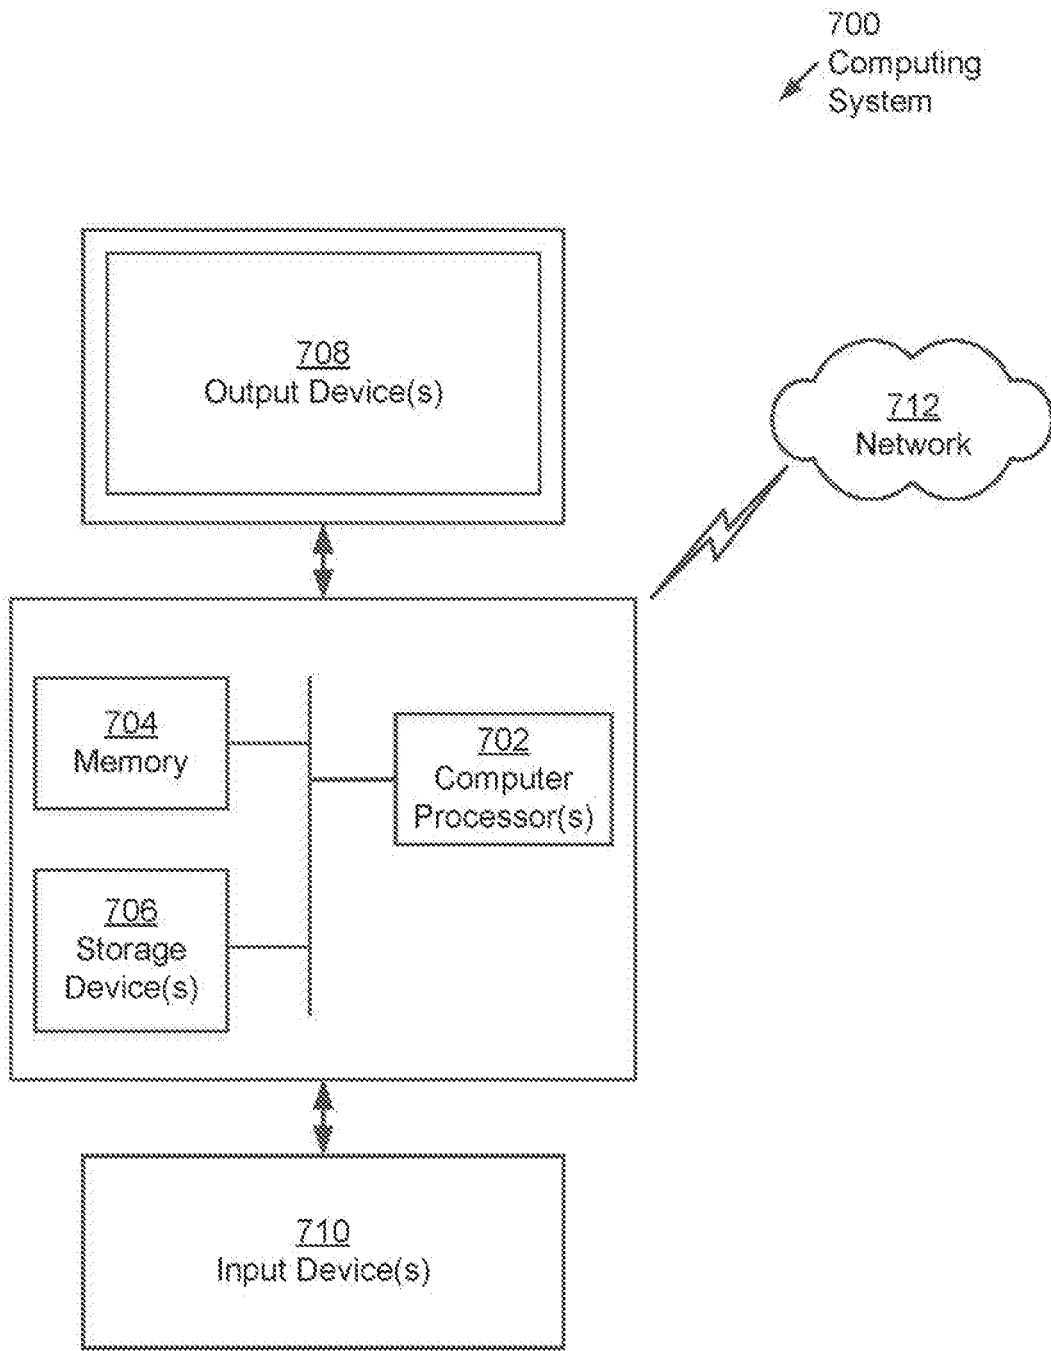 700
Computing
System
708
Output Device(s)
712
Network
704
Memory
702
Computer
Processor(s)
706
Storage
Device(s)
710
Input Device(s)